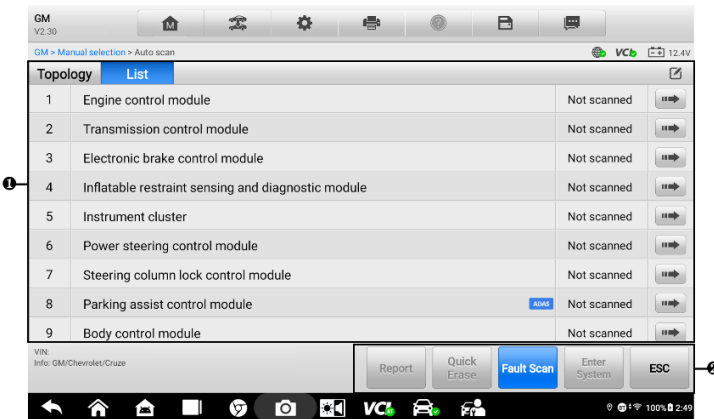 GM
V2.30
M
?
GM > Manual selection > Auto scan
VCI
12.4V
Topology List
1 Engine control module Not scanned
2 Transmission control module Not scanned
3 Electronic brake control module Not scanned
❶
4 Inflatable restraint sensing and diagnostic module Not scanned
5 Instrument cluster Not scanned
6 Power steering control module Not scanned
7 Steering column lock control module Not scanned
8 Parking assist control module ADAS Not scanned
9 Body control module Not scanned
VIN:
Info: GM/Chevrolet/Cruze
Report
Quick
Erase
Fault Scan
Enter
System
ESC
❷
VCI
100% 2:49